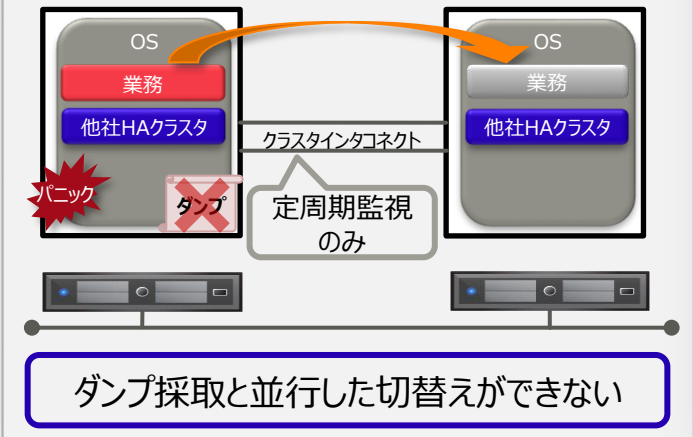 OS
業務
他社HAクラスタ
パニック
ダンプ
クラスタインタコネクト
定周期監視
のみ
OS
業務
他社HAクラスタ
ダンプ採取と並行した切替えができない